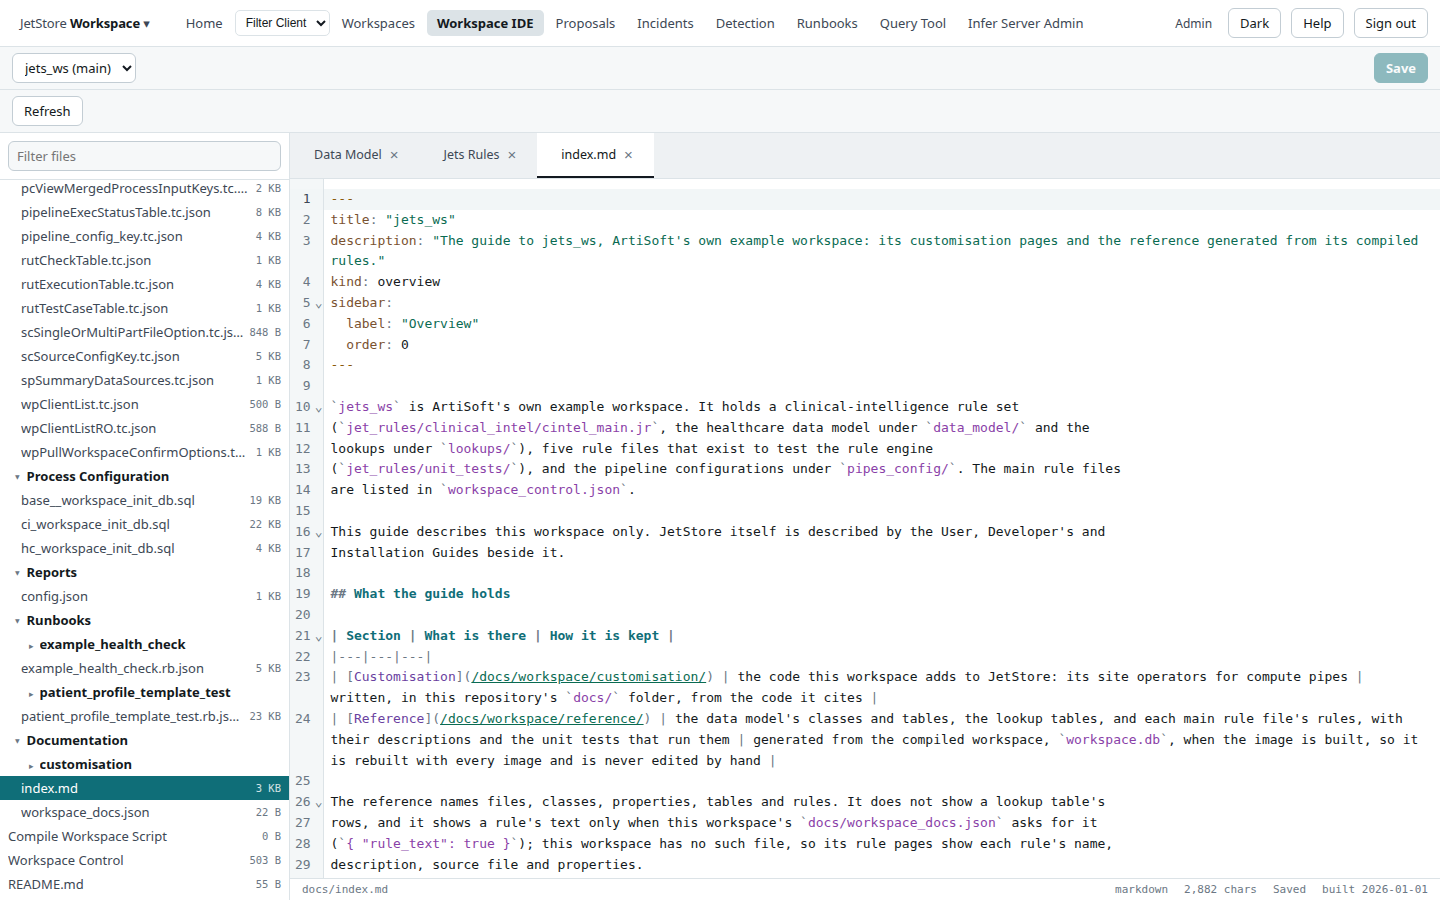 JetStore Workspace ▾ Home Filter Client Workspaces Workspace IDE Proposals Incidents Detection Runbooks Query Tool Infer Server Admin Admin Dark Help Sign out
jets_ws (main) Save
Refresh
Filter files
pcViewMergedProcessInputKeys.tc.... 2 KB
pipelineExecStatusTable.tc.json 8 KB
pipeline_config_key.tc.json 4 KB
rutCheckTable.tc.json 1 KB
rutExecutionTable.tc.json 4 KB
rutTestCaseTable.tc.json 1 KB
scSingleOrMultiPartFileOption.tc.js... 848 B
scSourceConfigKey.tc.json 5 KB
spSummaryDataSources.tc.json 1 KB
wpClientList.tc.json 500 B
wpClientListRO.tc.json 588 B
wpPullWorkspaceConfirmOptions.t... 1 KB
▾ Process Configuration
base__workspace_init_db.sql 19 KB
ci_workspace_init_db.sql 22 KB
hc_workspace_init_db.sql 4 KB
▾ Reports
config.json 1 KB
▾ Runbooks
▸ example_health_check
example_health_check.rb.json 5 KB
▸ patient_profile_template_test
patient_profile_template_test.rb.js... 23 KB
▾ Documentation
▸ customisation
index.md 3 KB
workspace_docs.json 22 B
Compile Workspace Script 0 B
Workspace Control 503 B
README.md 55 B
Data Model × Jets Rules × index.md ×
1 ---
2 title: "jets_ws"
3 description: "The guide to jets_ws, ArtiSoft's own example workspace: its customisation pages and the reference generated from its compiled
rules."
4 kind: overview
5 sidebar:
6 label: "Overview"
7 order: 0
8 ---
9
10 `jets_ws` is ArtiSoft's own example workspace. It holds a clinical-intelligence rule set
11 (`jet_rules/clinical_intel/cintel_main.jr`, the healthcare data model under `data_model/` and the
12 lookups under `lookups/`), five rule files that exist to test the rule engine
13 (`jet_rules/unit_tests/`), and the pipeline configurations under `pipes_config/`. The main rule files
14 are listed in `workspace_control.json`.
15
16 This guide describes this workspace only. JetStore itself is described by the User, Developer's and
17 Installation Guides beside it.
18
19 ## What the guide holds
20
21 | Section | What is there | How it is kept |
22 |---|---|---|
23 | [Customisation](/docs/workspace/customisation/) | the code this workspace adds to JetStore: its site operators for compute pipes |
written, in this repository's `docs/` folder, from the code it cites |
24 | [Reference](/docs/workspace/reference/) | the data model's classes and tables, the lookup tables, and each main rule file's rules, with
their descriptions and the unit tests that run them | generated from the compiled workspace, `workspace.db`, when the image is built, so it
is rebuilt with every image and is never edited by hand |
25
26 The reference names files, classes, properties, tables and rules. It does not show a lookup table's
27 rows, and it shows a rule's text only when this workspace's `docs/workspace_docs.json` asks for it
28 (`{ "rule_text": true }`); this workspace has no such file, so its rule pages show each rule's name,
29 description, source file and properties.
docs/index.md markdown 2,882 chars Saved built 2026-01-01